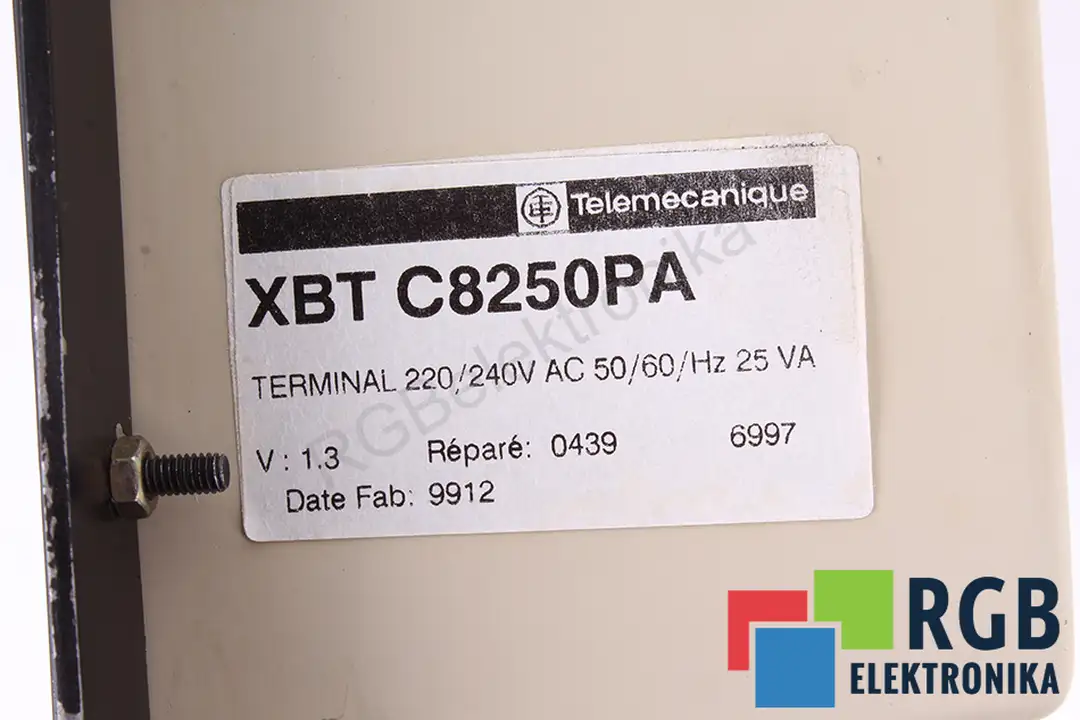 Telemecanique
XBT C8250PA
TERMINAL 220/240V AC 50/60/Hz 25 VA
V : 1.3 Réparé: 0439 6997
Date Fab: 9912
RGBelektronika
RGB
ELEKTRONIKA